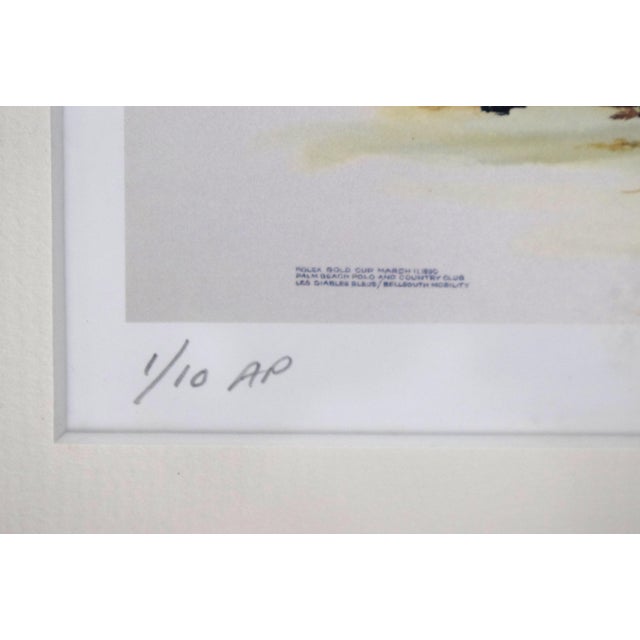 ROLEX GOLD CUP MARCH 11, 1990
PALM BEACH POLO AND COUNTRY CLUB
LES DIABLES BLEUS/BELLSOUTH MOBILITY
1/10 AP